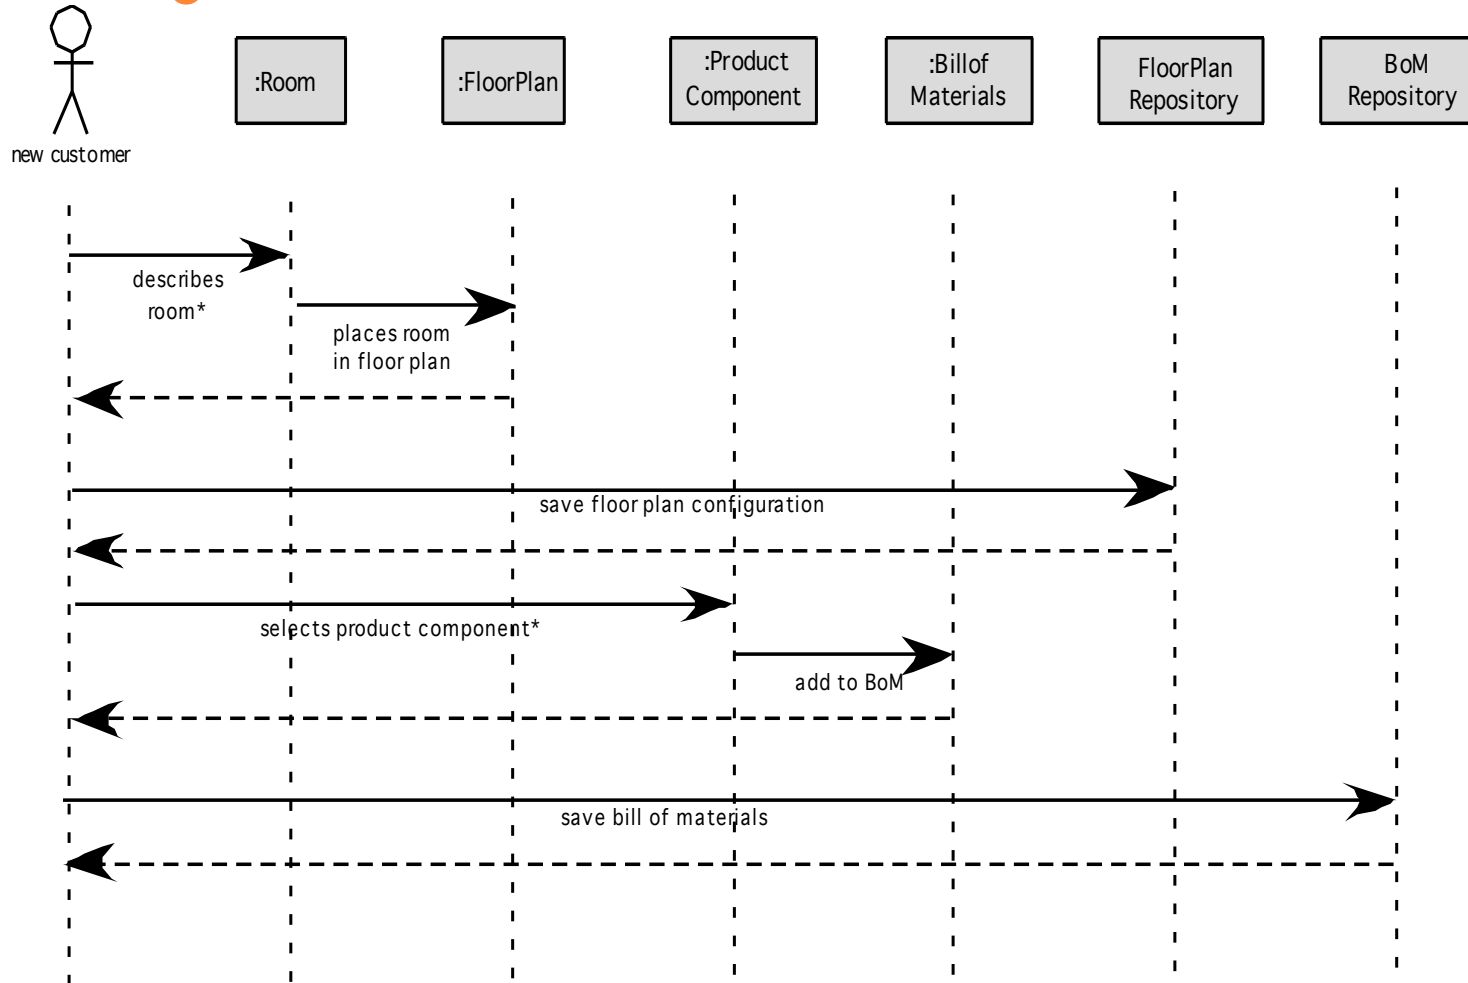 :Room
:FloorPlan
:Product
Component
:Billof
Materials
FloorPlan
Repository
BoM
Repository
new customer
describes
room*
places room
in floor plan
save floor plan configuration
selects product component*
add to BoM
save bill of materials